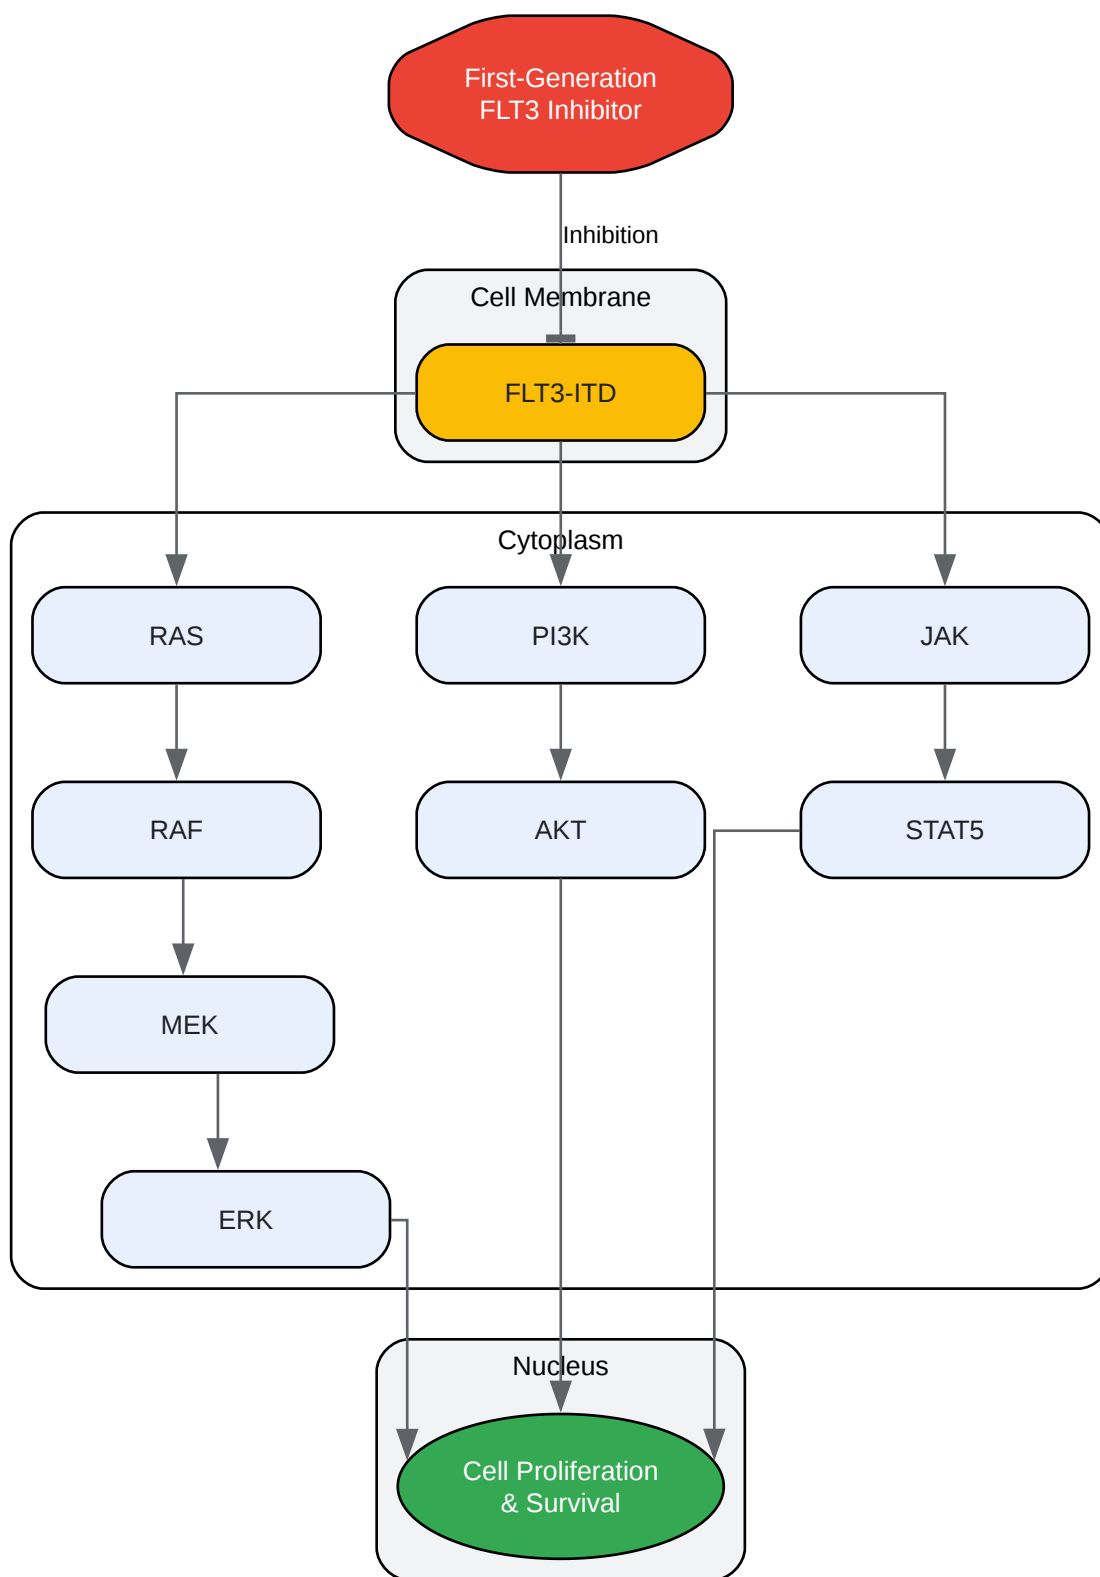 First-Generation
FLT3 Inhibitor
Inhibition
Cell Membrane
FLT3-ITD
Cytoplasm
RAS
PI3K
JAK
RAF
AKT
STAT5
MEK
ERK
Nucleus
Cell Proliferation
& Survival